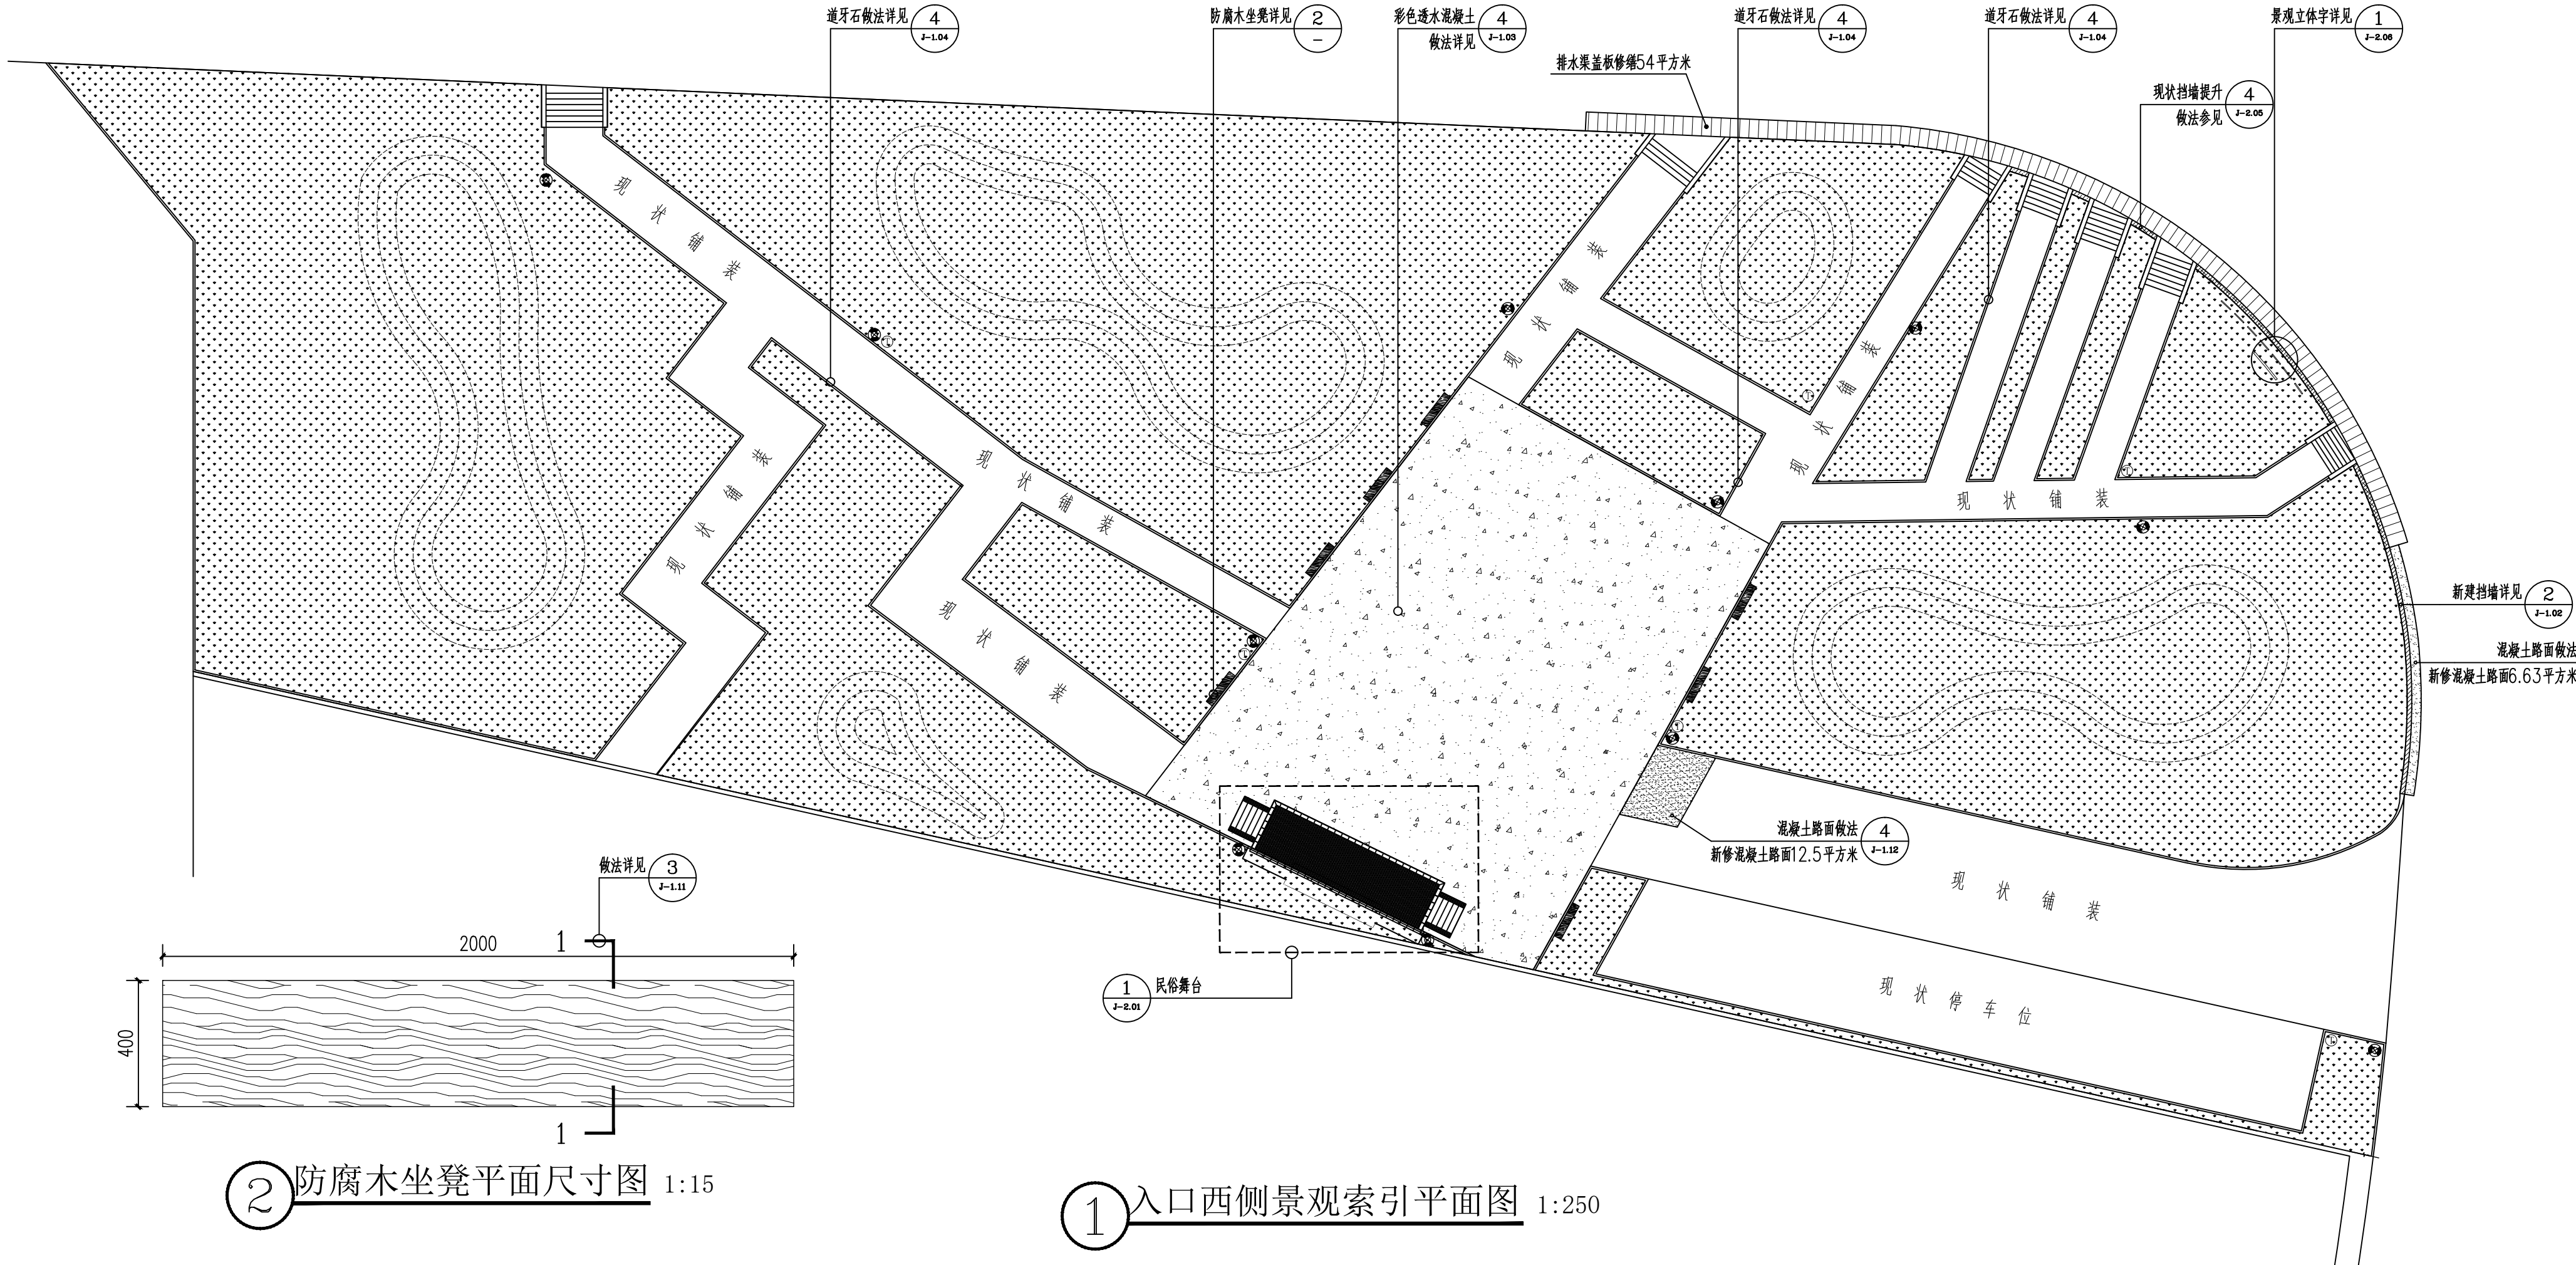 道牙石做法详见 4 J-1.04
防腐木坐凳详见 2 –
彩色透水混凝土 4 J-1.03
做法详见
道牙石做法详见 4 J-1.04
道牙石做法详见 4 J-1.04
景观立体字详见 1 J-2.06
排水渠盖板修缮54平方米
现状挡墙提升 4 J-2.05
做法参见
现状铺装
现状铺装
现状铺装
现状铺装
现状铺装
现状铺装
现状铺装
现状铺装
新建挡墙详见 2 J-1.02
混凝土路面做法
新修混凝土路面6.63平方米
混凝土路面做法 4 J-1.12
新修混凝土路面12.5平方米
现状铺装
现状停车位
1 J-2.01 民俗舞台
做法详见 3 J-1.11
2000
1
400
1
2 防腐木坐凳平面尺寸图 1:15
1 入口西侧景观索引平面图 1:250